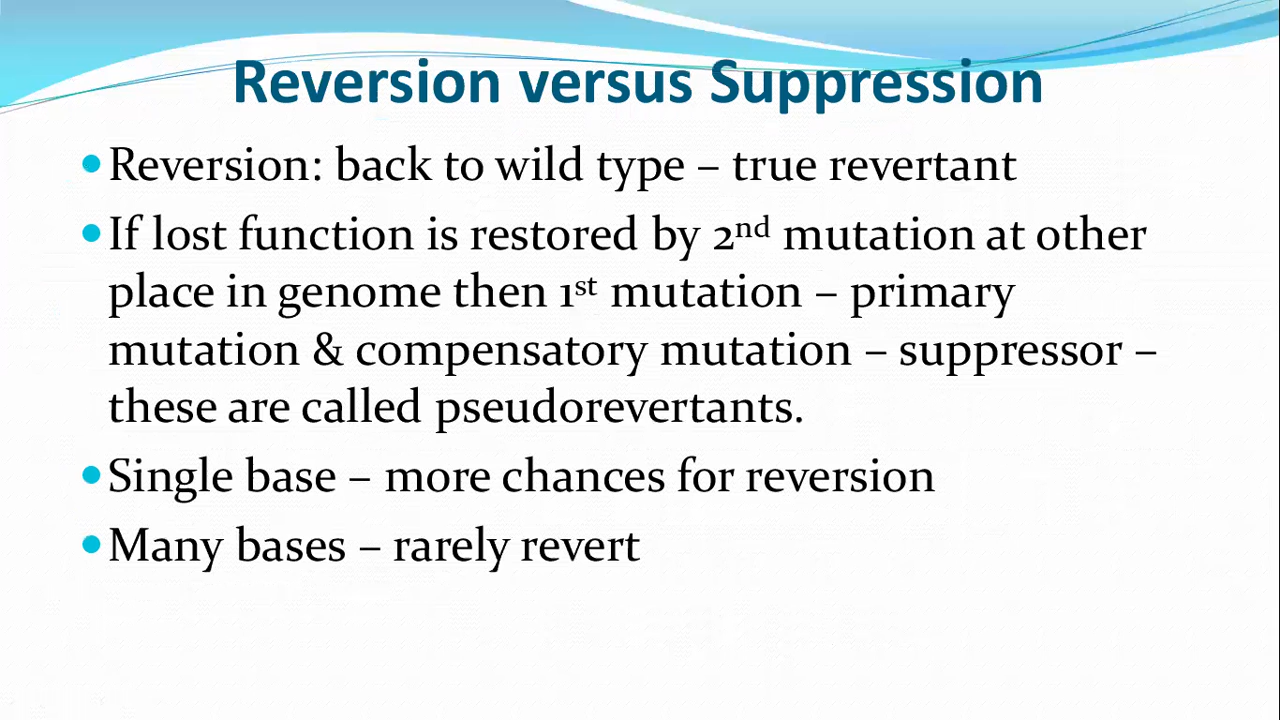 Reversion versus Suppression
• Reversion: back to wild type – true revertant
• If lost function is restored by 2nd mutation at other
place in genome then 1st mutation – primary
mutation & compensatory mutation – suppressor –
these are called pseudorevertants.
• Single base – more chances for reversion
• Many bases – rarely revert